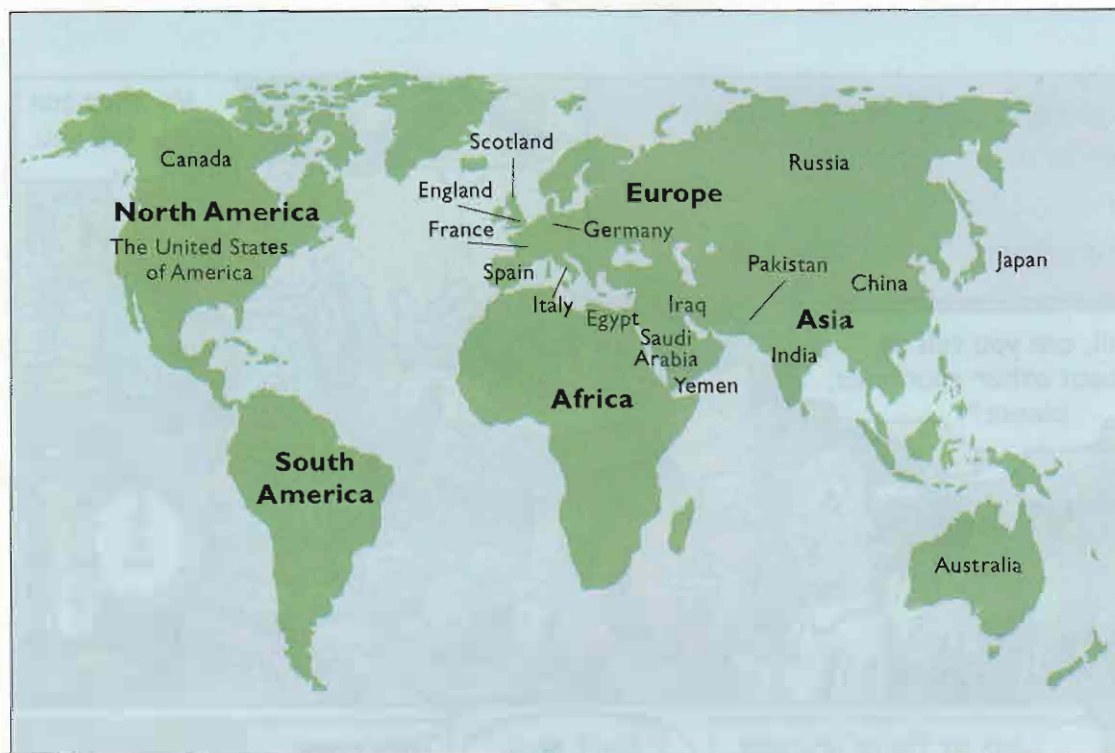 Scotland
Canada
Russia
England
Europe
North America
France
Germany
The United States
of America
Pakistan
Japan
Spain
China
Italy
Iraq
Egypt
Asia
Saudi
Arabia
India
Yemen
Africa
South
America
Australia